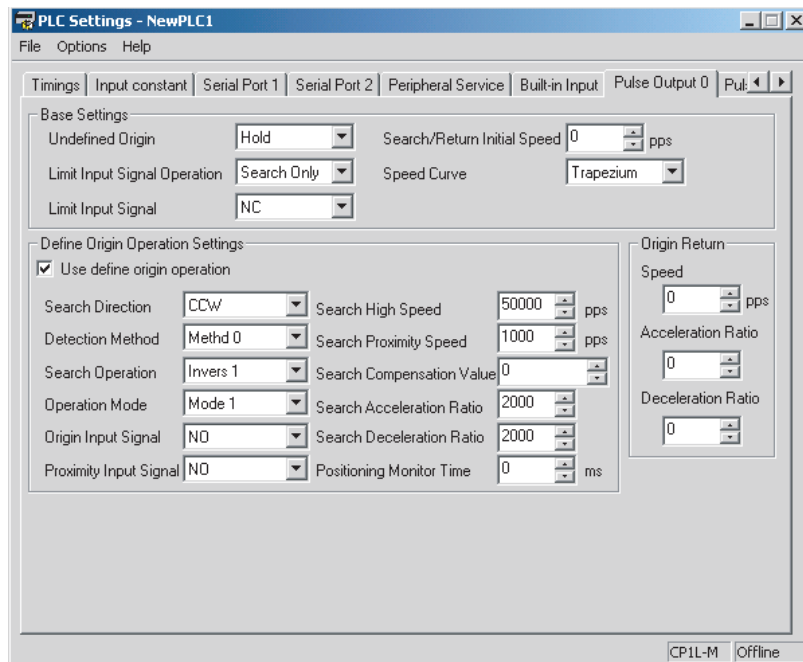 PLC Settings - NewPLC1
File Options Help
Timings Input constant Serial Port 1 Serial Port 2 Peripheral Service Built-in Input Pulse Output 0 Pul
Base Settings
Undefined Origin Hold Search/Return Initial Speed 0 pps
Limit Input Signal Operation Search Only Speed Curve Trapezium
Limit Input Signal NC
Define Origin Operation Settings Origin Return
Use define origin operation Speed
Search Direction CCW Search High Speed 50000 pps 0 pps
Detection Method Methd 0 Search Proximity Speed 1000 pps Acceleration Ratio
Search Operation Invers 1 Search Compensation Value 0 0
Operation Mode Mode 1 Search Acceleration Ratio 2000 Deceleration Ratio
Origin Input Signal NO Search Deceleration Ratio 2000 0
Proximity Input Signal NO Positioning Monitor Time 0 ms
CP1L-M Offline